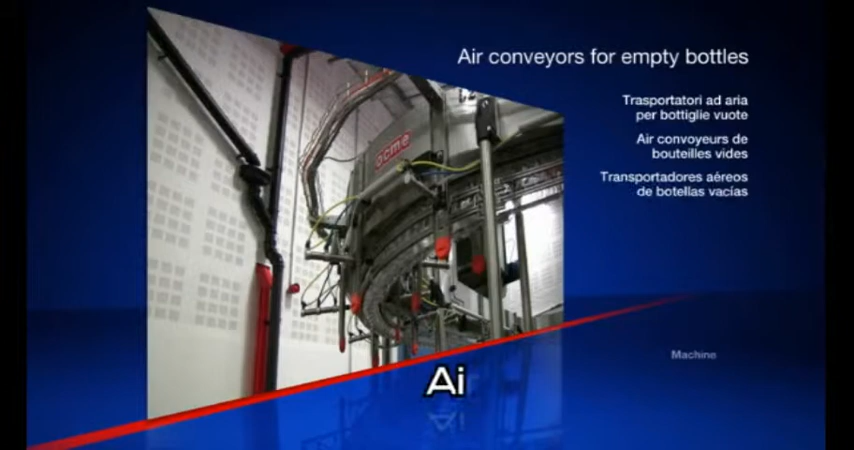 Air conveyors for empty bottles
Trasportatori ad aria
per bottiglie vuote
Air convoyeurs de
bouteilles vides
Transportadores aéreos
de botellas vacías
acme
Machine
Ai